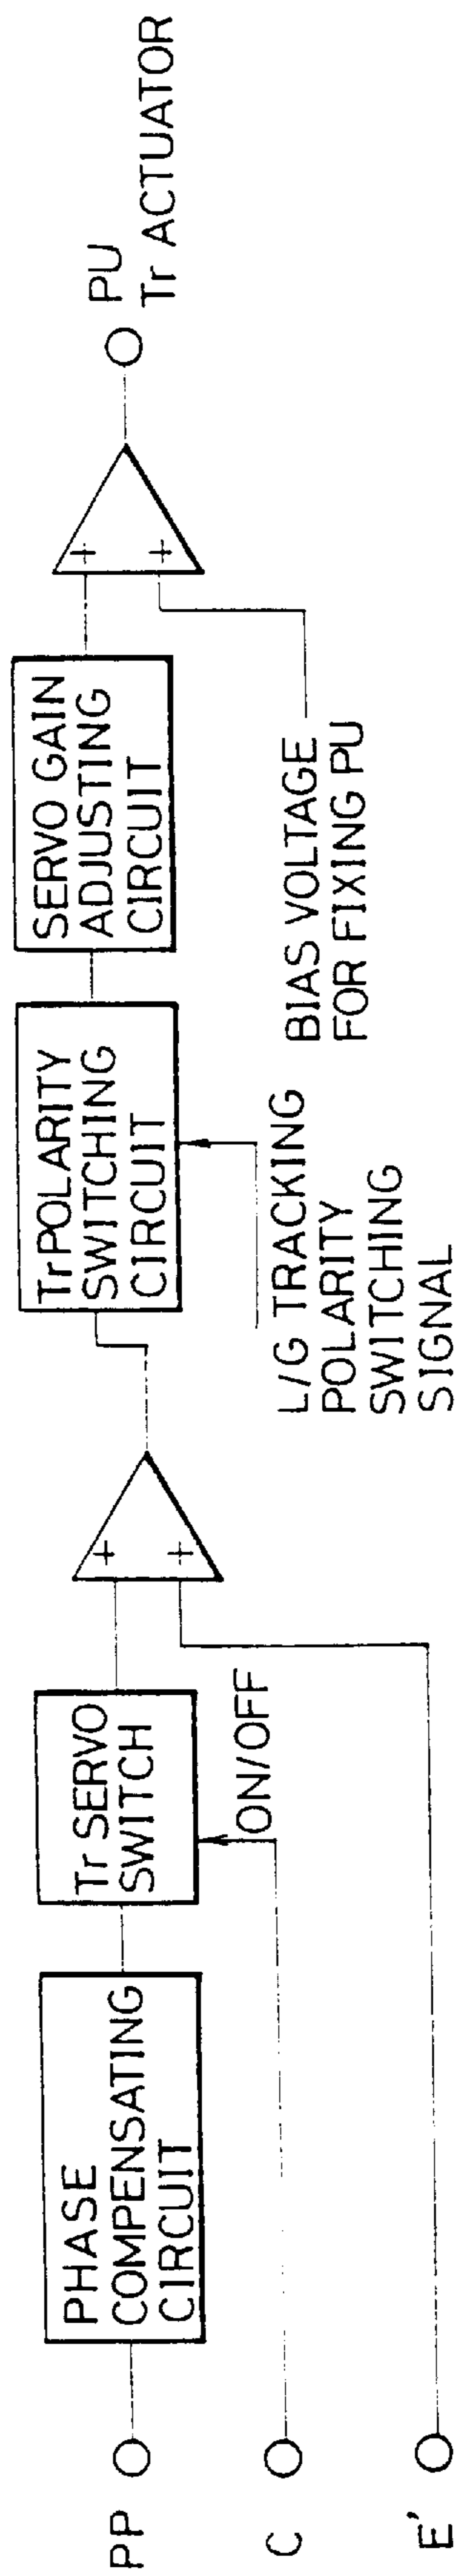 PP
C
E'
PHASE
COMPENSATING
CIRCUIT
Tr SERVO
SWITCH
ON/OFF
+
+
Tr POLARITY
SWITCHING
CIRCUIT
L/G TRACKING
POLARITY
SWITCHING
SIGNAL
SERVO GAIN
ADJUSTING
CIRCUIT
BIAS VOLTAGE
FOR FIXING PU
+
+
PU
Tr ACTUATOR